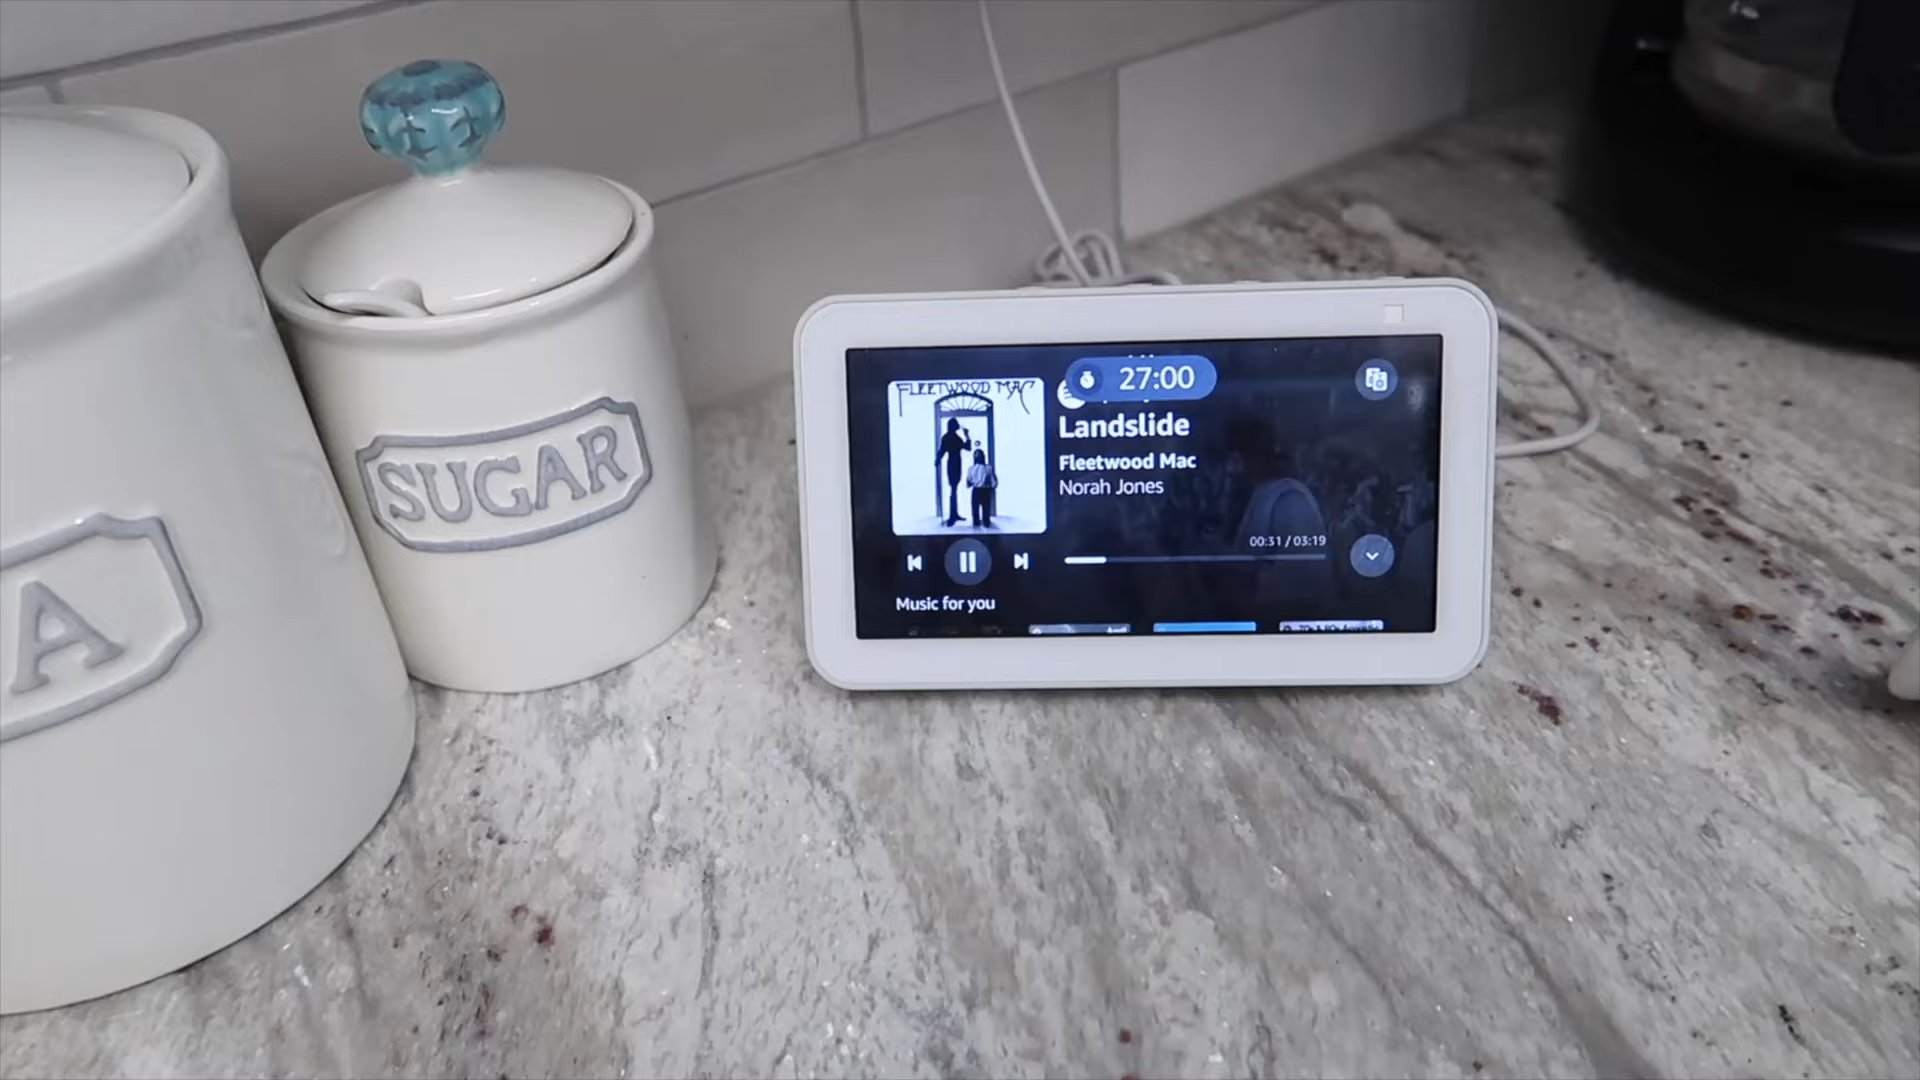 A
SUGAR
FLEETWOOD MAC
27:00
Landslide
Fleetwood Mac
Norah Jones
00:31 / 03:19
Music for you